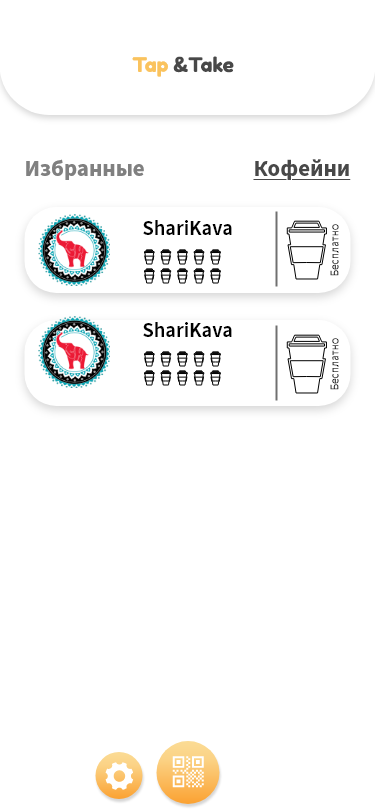 Tap &Take
Избранные
Кофейни
ShariKava
Бесплатно
ShariKava
Бесплатно